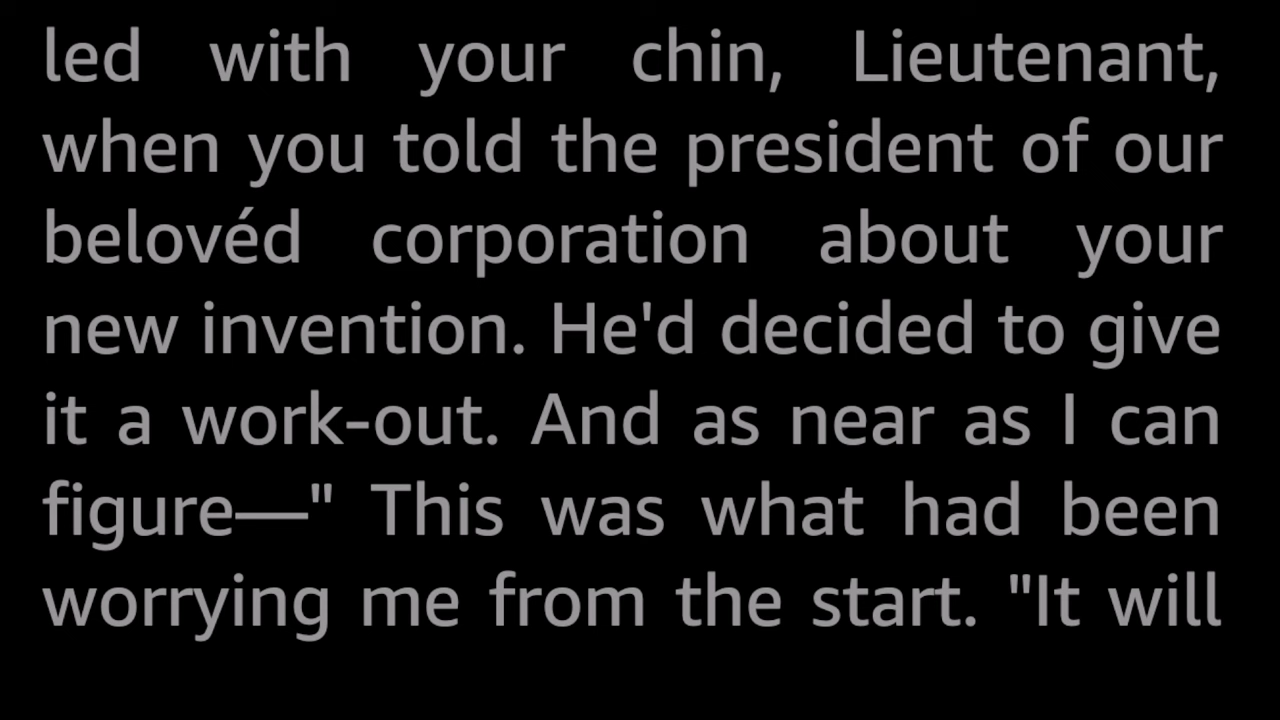 led with your chin, Lieutenant,
when you told the president of our
belovéd corporation about your
new invention. He'd decided to give
it a work-out. And as near as I can
figure—" This was what had been
worrying me from the start. "It will